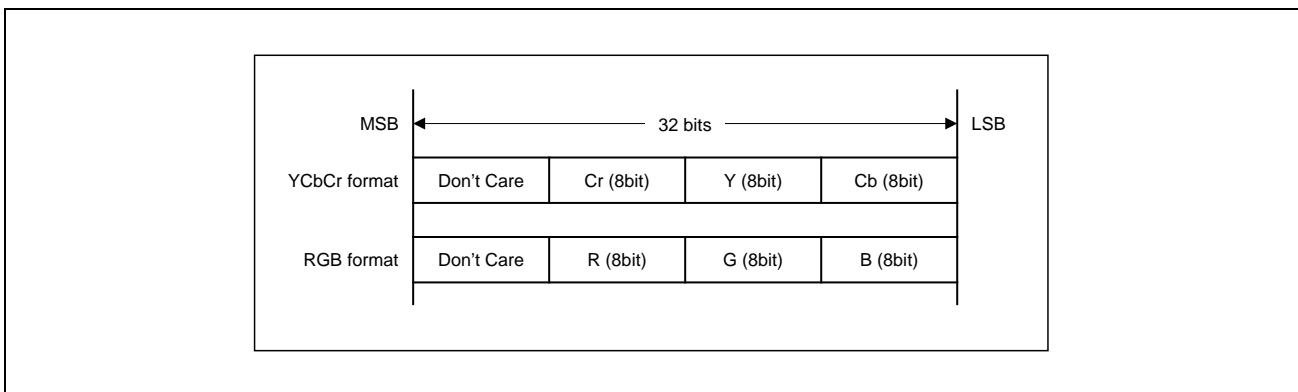 MSB 32 bits LSB
YCbCr format Don't Care Cr (8bit) Y (8bit) Cb (8bit)
RGB format Don't Care R (8bit) G (8bit) B (8bit)